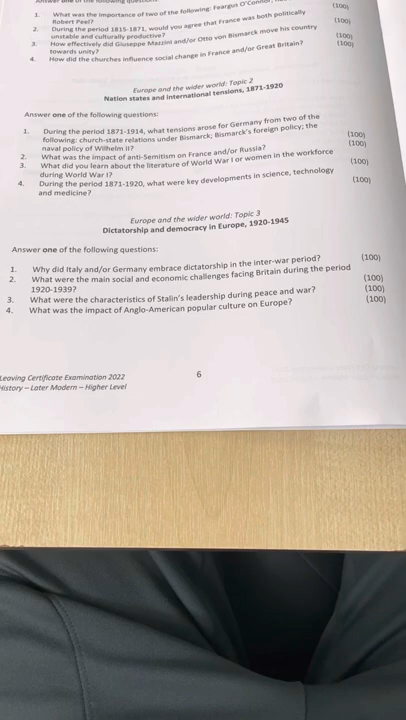 Answer one of the following questions:
1. What was the importance of two of the following: Feargus O'Connor;
Robert Peel? (100)
2. During the period 1815-1871, would you agree that France was both politically
unstable and culturally productive? (100)
3. How effectively did Giuseppe Mazzini and/or Otto von Bismarck move his country
towards unity? (100)
4. How did the churches influence social change in France and/or Great Britain? (100)
Europe and the wider world: Topic 2
Nation states and international tensions, 1871-1920
Answer one of the following questions:
1. During the period 1871-1914, what tensions arose for Germany from two of the
following: church-state relations under Bismarck; Bismarck's foreign policy; the
naval policy of Wilhelm II? (100)
2. What was the impact of anti-Semitism on France and/or Russia? (100)
3. What did you learn about the literature of World War I or women in the workforce
during World War I? (100)
4. During the period 1871-1920, what were key developments in science, technology
and medicine? (100)
Europe and the wider world: Topic 3
Dictatorship and democracy in Europe, 1920-1945
Answer one of the following questions:
1. Why did Italy and/or Germany embrace dictatorship in the inter-war period? (100)
2. What were the main social and economic challenges facing Britain during the period
1920-1939? (100)
3. What were the characteristics of Stalin's leadership during peace and war? (100)
4. What was the impact of Anglo-American popular culture on Europe? (100)
6
Leaving Certificate Examination 2022
History – Later Modern – Higher Level